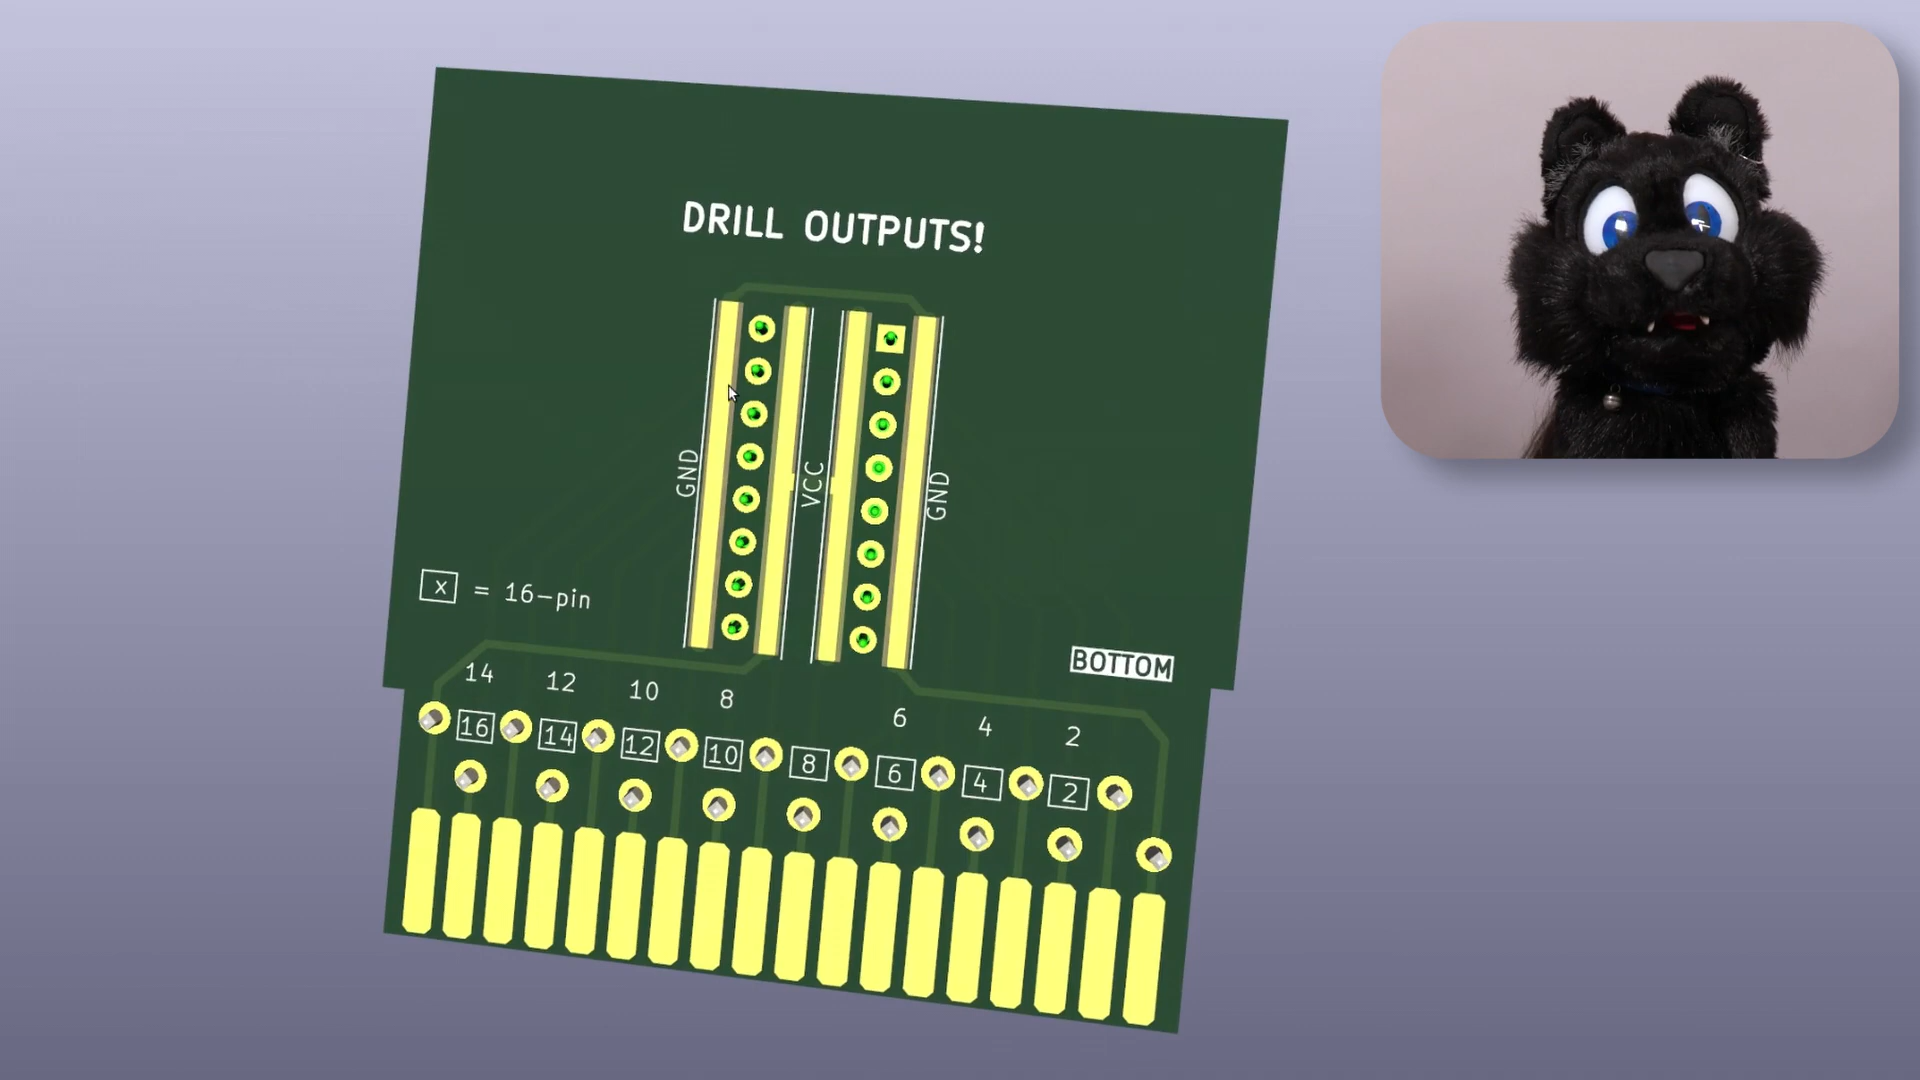 DRILL OUTPUTS!
GND
VCC
GND
x = 16-pin
BOTTOM
14 12 10 8 6 4 2
16 14 12 10 8 6 4 2